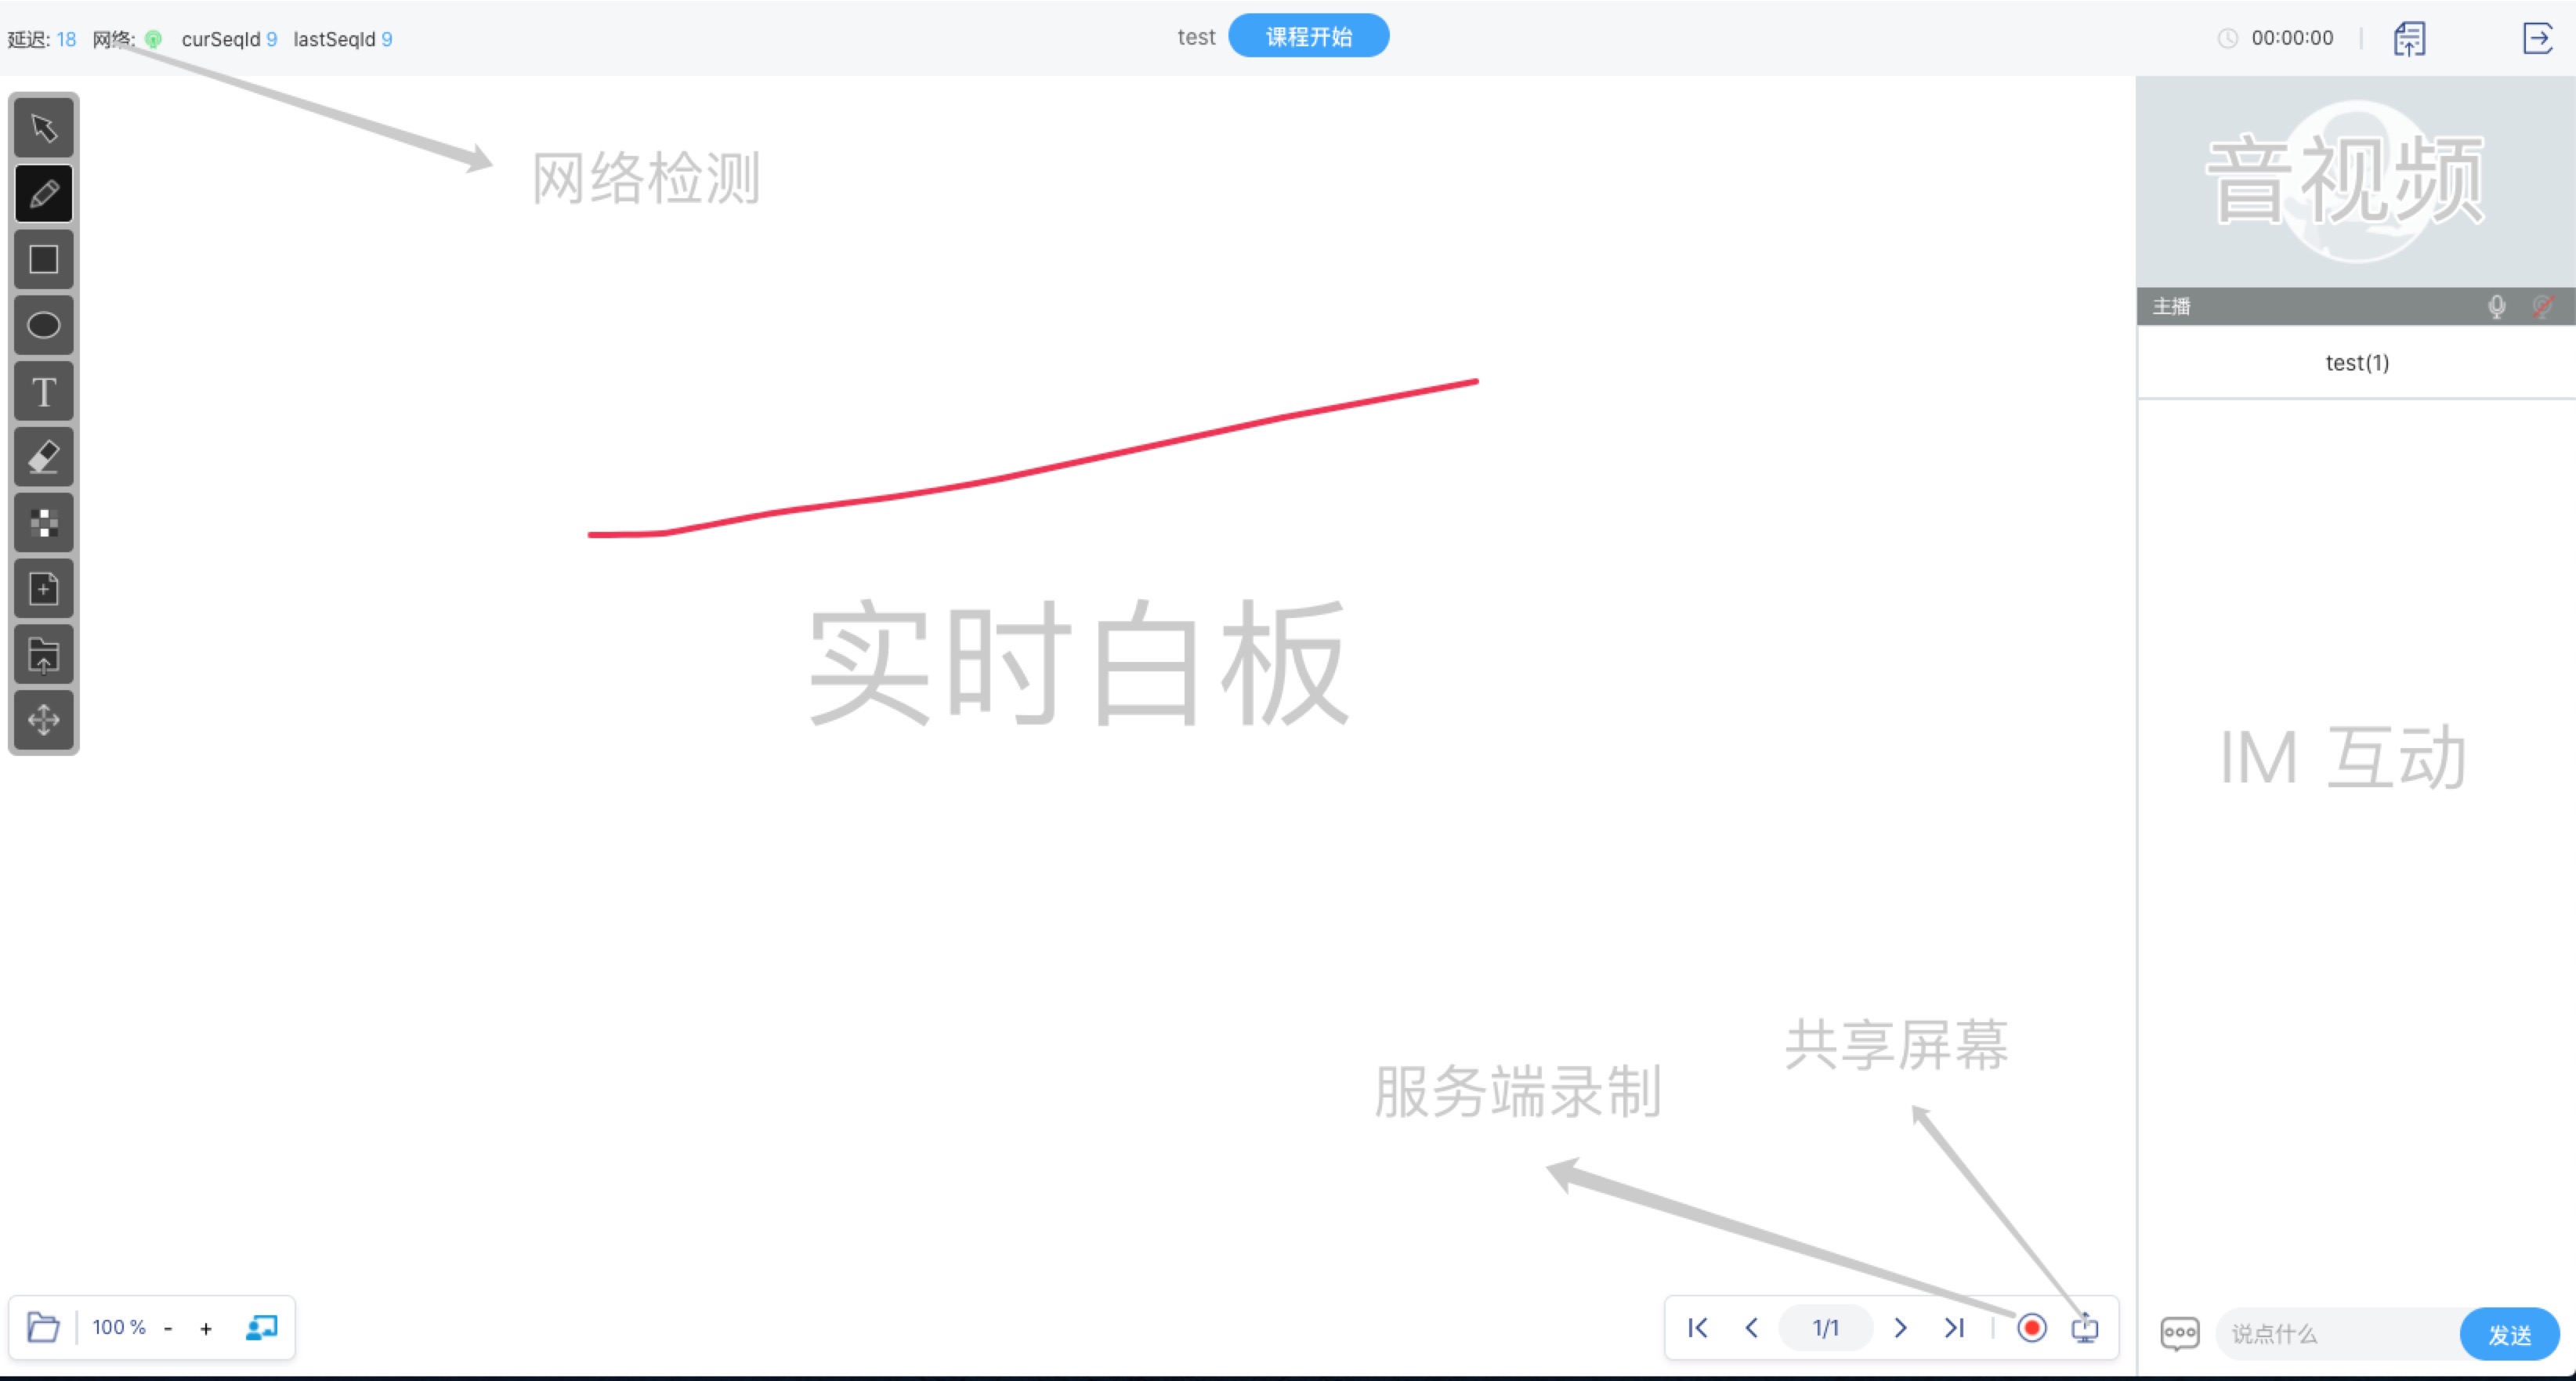 延迟: 18 网络: curSeqId 9 lastSeqId 9
test 课程开始
00:00:00
网络检测
音视频
主播
test(1)
T
实时白板
IM 互动
共享屏幕
服务端录制
100 % - +
1/1
说点什么
发送